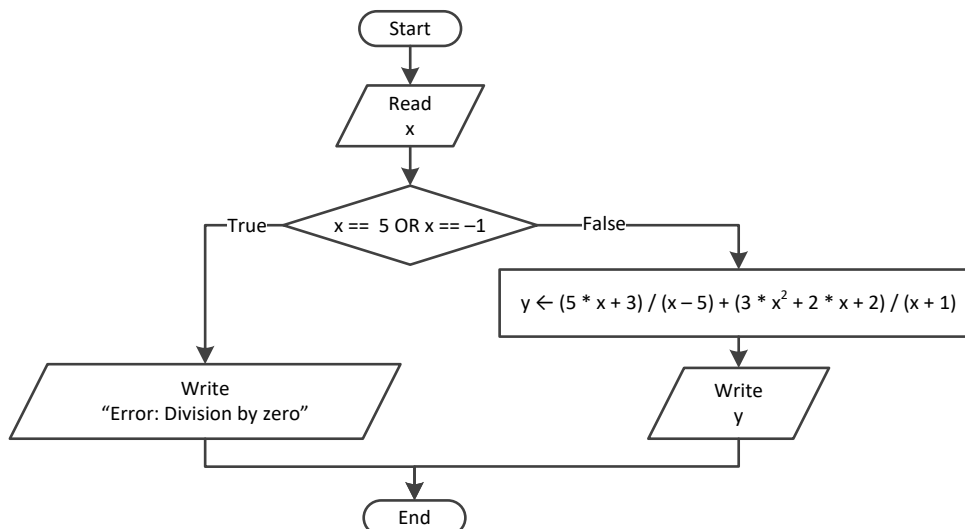 Start
Read
x
x == 5 OR x == –1
True
False
y ← (5 * x + 3) / (x – 5) + (3 * x² + 2 * x + 2) / (x + 1)
Write
“Error: Division by zero”
Write
y
End